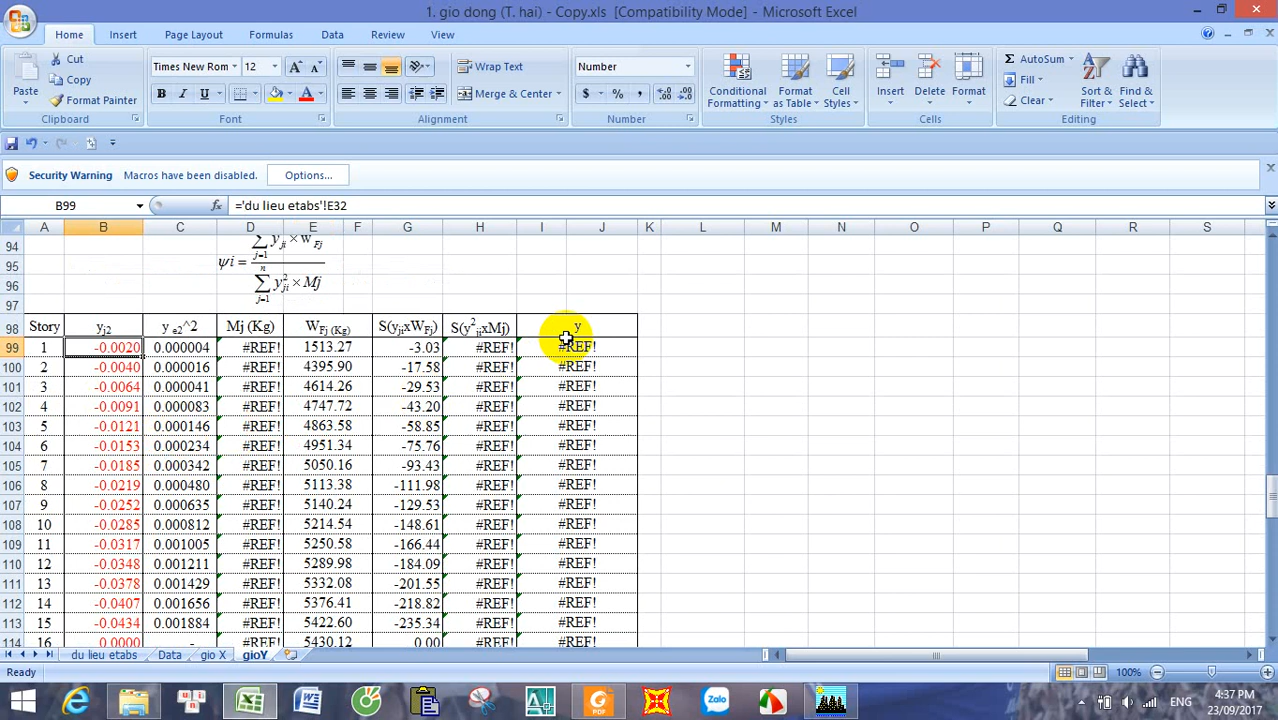 1. gio dong (T. hai) - Copy.xls [Compatibility Mode] - Microsoft Excel
Home Insert Page Layout Formulas Data Review View
Paste
Cut
Copy
Format Painter
Clipboard
Times New Rom 12
B I U
Font
Wrap Text
Merge & Center
Alignment
Number
$ % ,
Number
Conditional Formatting
Format as Table
Cell Styles
Styles
Insert Delete Format
Cells
AutoSum
Fill
Clear
Sort & Filter
Find & Select
Editing
Security Warning Macros have been disabled. Options...
B99 fx ='du lieu etabs'!E32
A B C D E F G H I J K L M N O P Q R S
94
95
96
97
98 Story yj2 y e2^2 Mj (Kg) WFj (Kg) S(yjixWFj) S(y2jixMj) y
99 1 -0.0020 0.000004 #REF! 1513.27 -3.03 #REF! #REF!
100 2 -0.0040 0.000016 #REF! 4395.90 -17.58 #REF! #REF!
101 3 -0.0064 0.000041 #REF! 4614.26 -29.53 #REF! #REF!
102 4 -0.0091 0.000083 #REF! 4747.72 -43.20 #REF! #REF!
103 5 -0.0121 0.000146 #REF! 4863.58 -58.85 #REF! #REF!
104 6 -0.0153 0.000234 #REF! 4951.34 -75.76 #REF! #REF!
105 7 -0.0185 0.000342 #REF! 5050.16 -93.43 #REF! #REF!
106 8 -0.0219 0.000480 #REF! 5113.38 -111.98 #REF! #REF!
107 9 -0.0252 0.000635 #REF! 5140.24 -129.53 #REF! #REF!
108 10 -0.0285 0.000812 #REF! 5214.54 -148.61 #REF! #REF!
109 11 -0.0317 0.001005 #REF! 5250.58 -166.44 #REF! #REF!
110 12 -0.0348 0.001211 #REF! 5289.98 -184.09 #REF! #REF!
111 13 -0.0378 0.001429 #REF! 5332.08 -201.55 #REF! #REF!
112 14 -0.0407 0.001656 #REF! 5376.41 -218.82 #REF! #REF!
113 15 -0.0434 0.001884 #REF! 5422.60 -235.34 #REF! #REF!
114 16 0.0000 - #REF! 5430.12 0.00 #REF! #REF!
du lieu etabs Data gio X gioY
Ready 100%
Zalo
ENG
4:37 PM
23/09/2017